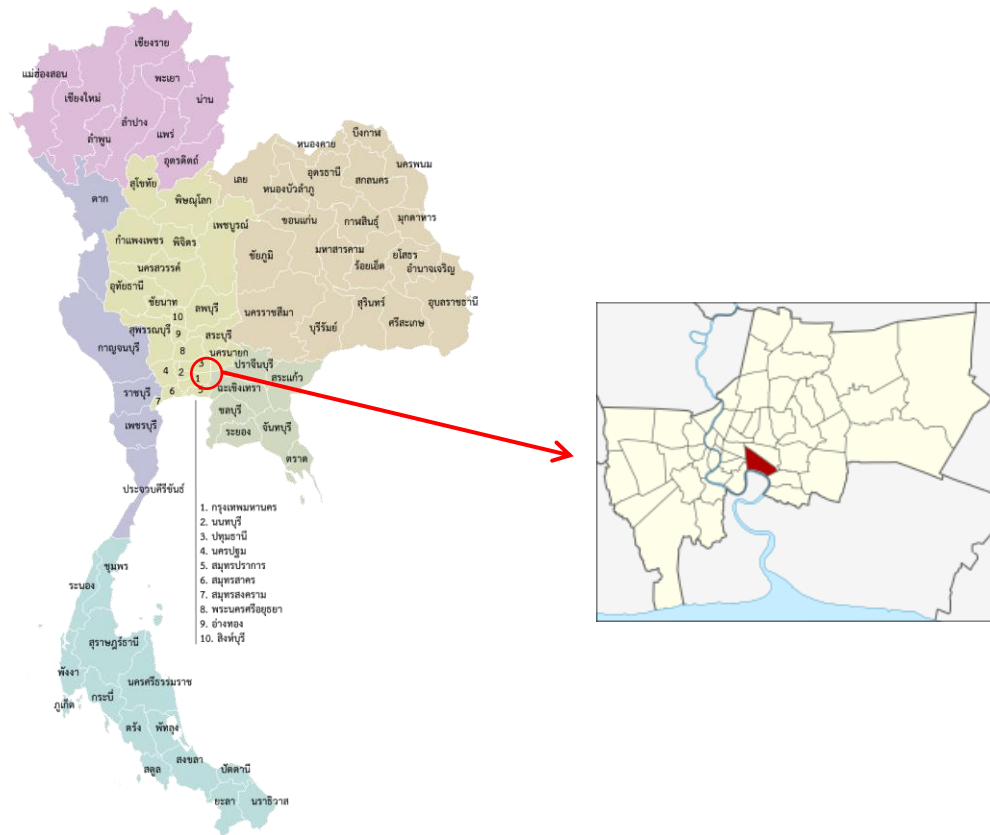 เชียงราย
แม่ฮ่องสอน
พะเยา
เชียงใหม่
น่าน
ลำปาง
ลำพูน
แพร่
อุตรดิตถ์
บึงกาฬ
หนองคาย
เลย
อุดรธานี
นครพนม
สกลนคร
หนองบัวลำภู
สุโขทัย
ตาก
พิษณุโลก
เพชรบูรณ์
ขอนแก่น
กาฬสินธุ์
มุกดาหาร
กำแพงเพชร
พิจิตร
ชัยภูมิ
มหาสารคาม
ร้อยเอ็ด
ยโสธร
อำนาจเจริญ
นครสวรรค์
อุทัยธานี
ชัยนาท
ลพบุรี
นครราชสีมา
สุรินทร์
อุบลราชธานี
บุรีรัมย์
ศรีสะเกษ
10
สุพรรณบุรี
9
สระบุรี
กาญจนบุรี
8
นครนายก
3
ปราจีนบุรี
4
2
1
สระแก้ว
ราชบุรี
6
5
ฉะเชิงเทรา
7
ชลบุรี
เพชรบุรี
ระยอง
จันทบุรี
ตราด
ประจวบคีรีขันธ์
1. กรุงเทพมหานคร
2. นนทบุรี
3. ปทุมธานี
4. นครปฐม
5. สมุทรปราการ
6. สมุทรสาคร
7. สมุทรสงคราม
8. พระนครศรีอยุธยา
9. อ่างทอง
10. สิงห์บุรี
ชุมพร
ระนอง
สุราษฎร์ธานี
พังงา
นครศรีธรรมราช
กระบี่
ภูเก็ต
ตรัง
พัทลุง
สงขลา
สตูล
ปัตตานี
ยะลา
นราธิวาส